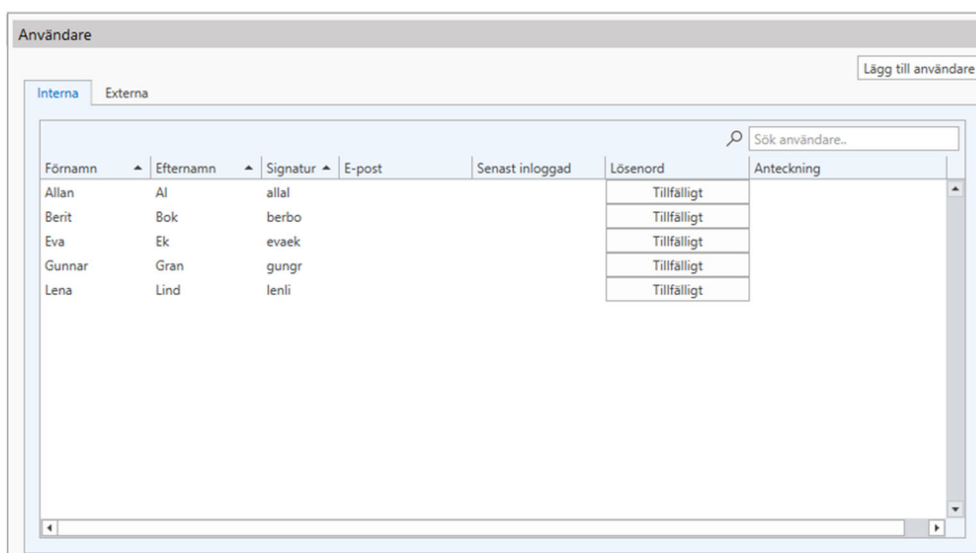 Användare
Lägg till användare
Interna Externa
Sök användare..
Förnamn Efternamn Signatur E-post Senast inloggad Lösenord Anteckning
Allan Al allal Tillfälligt
Berit Bok berbo Tillfälligt
Eva Ek evaek Tillfälligt
Gunnar Gran gungr Tillfälligt
Lena Lind lenli Tillfälligt